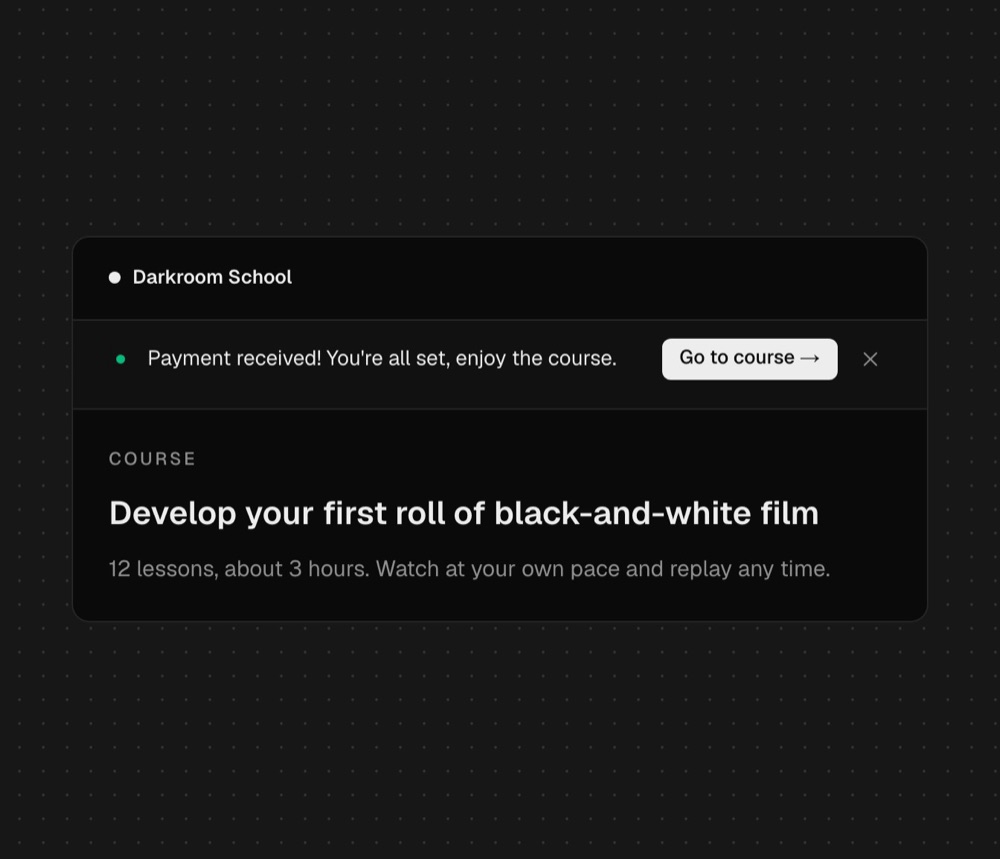 Darkroom School
Payment received! You're all set, enjoy the course.
Go to course →
COURSE
Develop your first roll of black-and-white film
12 lessons, about 3 hours. Watch at your own pace and replay any time.